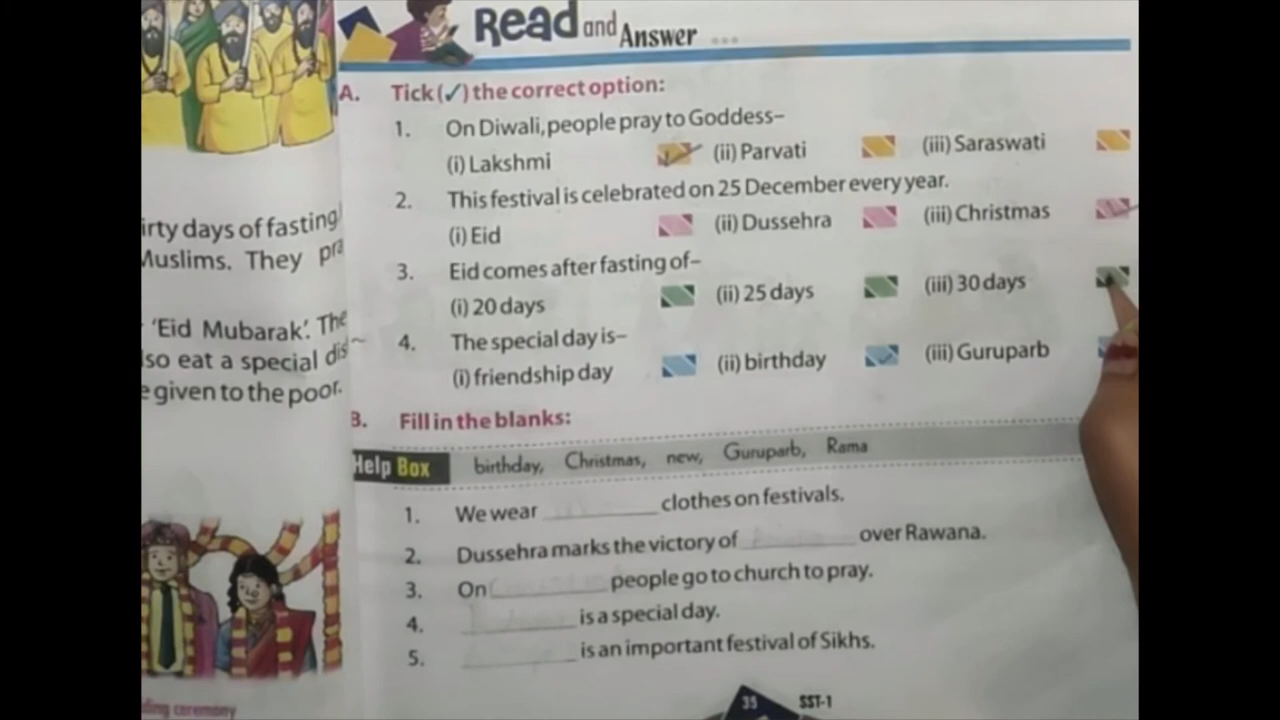 Read and Answer ...
A. Tick (✓) the correct option:
1. On Diwali, people pray to Goddess–
(i) Lakshmi (ii) Parvati (iii) Saraswati
2. This festival is celebrated on 25 December every year.
(i) Eid (ii) Dussehra (iii) Christmas
3. Eid comes after fasting of–
(i) 20 days (ii) 25 days (iii) 30 days
4. The special day is–
(i) friendship day (ii) birthday (iii) Guruparb
B. Fill in the blanks:
Help Box birthday, Christmas, new, Guruparb, Rama
1. We wear __________ clothes on festivals.
2. Dussehra marks the victory of __________ over Rawana.
3. On __________ people go to church to pray.
4. __________ is a special day.
5. __________ is an important festival of Sikhs.
35 SST-1
irty days of fasting
Muslims. They
'Eid Mubarak'. The
lso eat a special
e given to the poor.
ding ceremony